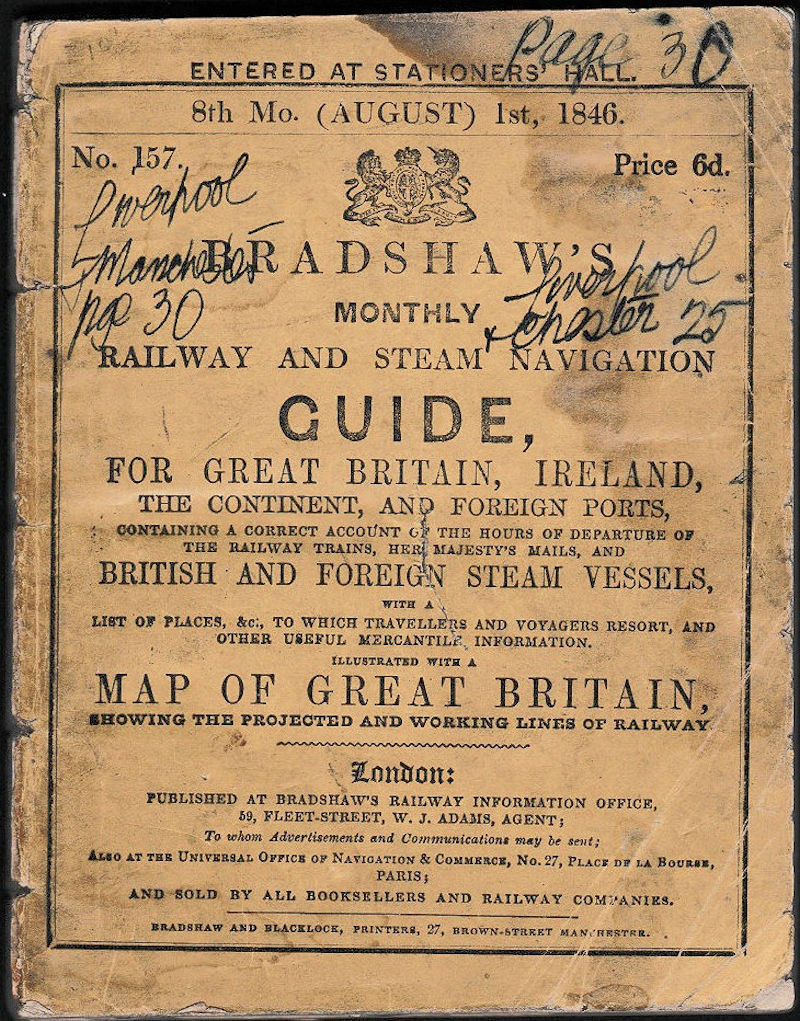 Page 30
ENTERED AT STATIONERS' HALL.
8th Mo. (AUGUST) 1st, 1846.
No. 157.
Price 6d.
Liverpool
Manchester
pge 30
BRADSHAW'S
Liverpool
& Chester 25
MONTHLY
RAILWAY AND STEAM NAVIGATION
GUIDE,
FOR GREAT BRITAIN, IRELAND,
THE CONTINENT, AND FOREIGN PORTS,
CONTAINING A CORRECT ACCOUNT OF THE HOURS OF DEPARTURE OF
THE RAILWAY TRAINS, HER MAJESTY'S MAILS, AND
BRITISH AND FOREIGN STEAM VESSELS,
WITH A
LIST OF PLACES, &c., TO WHICH TRAVELLERS AND VOYAGERS RESORT, AND
OTHER USEFUL MERCANTILE INFORMATION.
ILLUSTRATED WITH A
MAP OF GREAT BRITAIN,
SHOWING THE PROJECTED AND WORKING LINES OF RAILWAY
London:
PUBLISHED AT BRADSHAW'S RAILWAY INFORMATION OFFICE,
59, FLEET-STREET, W. J. ADAMS, AGENT;
To whom Advertisements and Communications may be sent;
ALSO AT THE UNIVERSAL OFFICE OF NAVIGATION & COMMERCE, No. 27, PLACE DE LA BOURSE,
PARIS;
AND SOLD BY ALL BOOKSELLERS AND RAILWAY COMPANIES.
BRADSHAW AND BLACKLOCK, PRINTERS, 27, BROWN-STREET MANCHESTER.